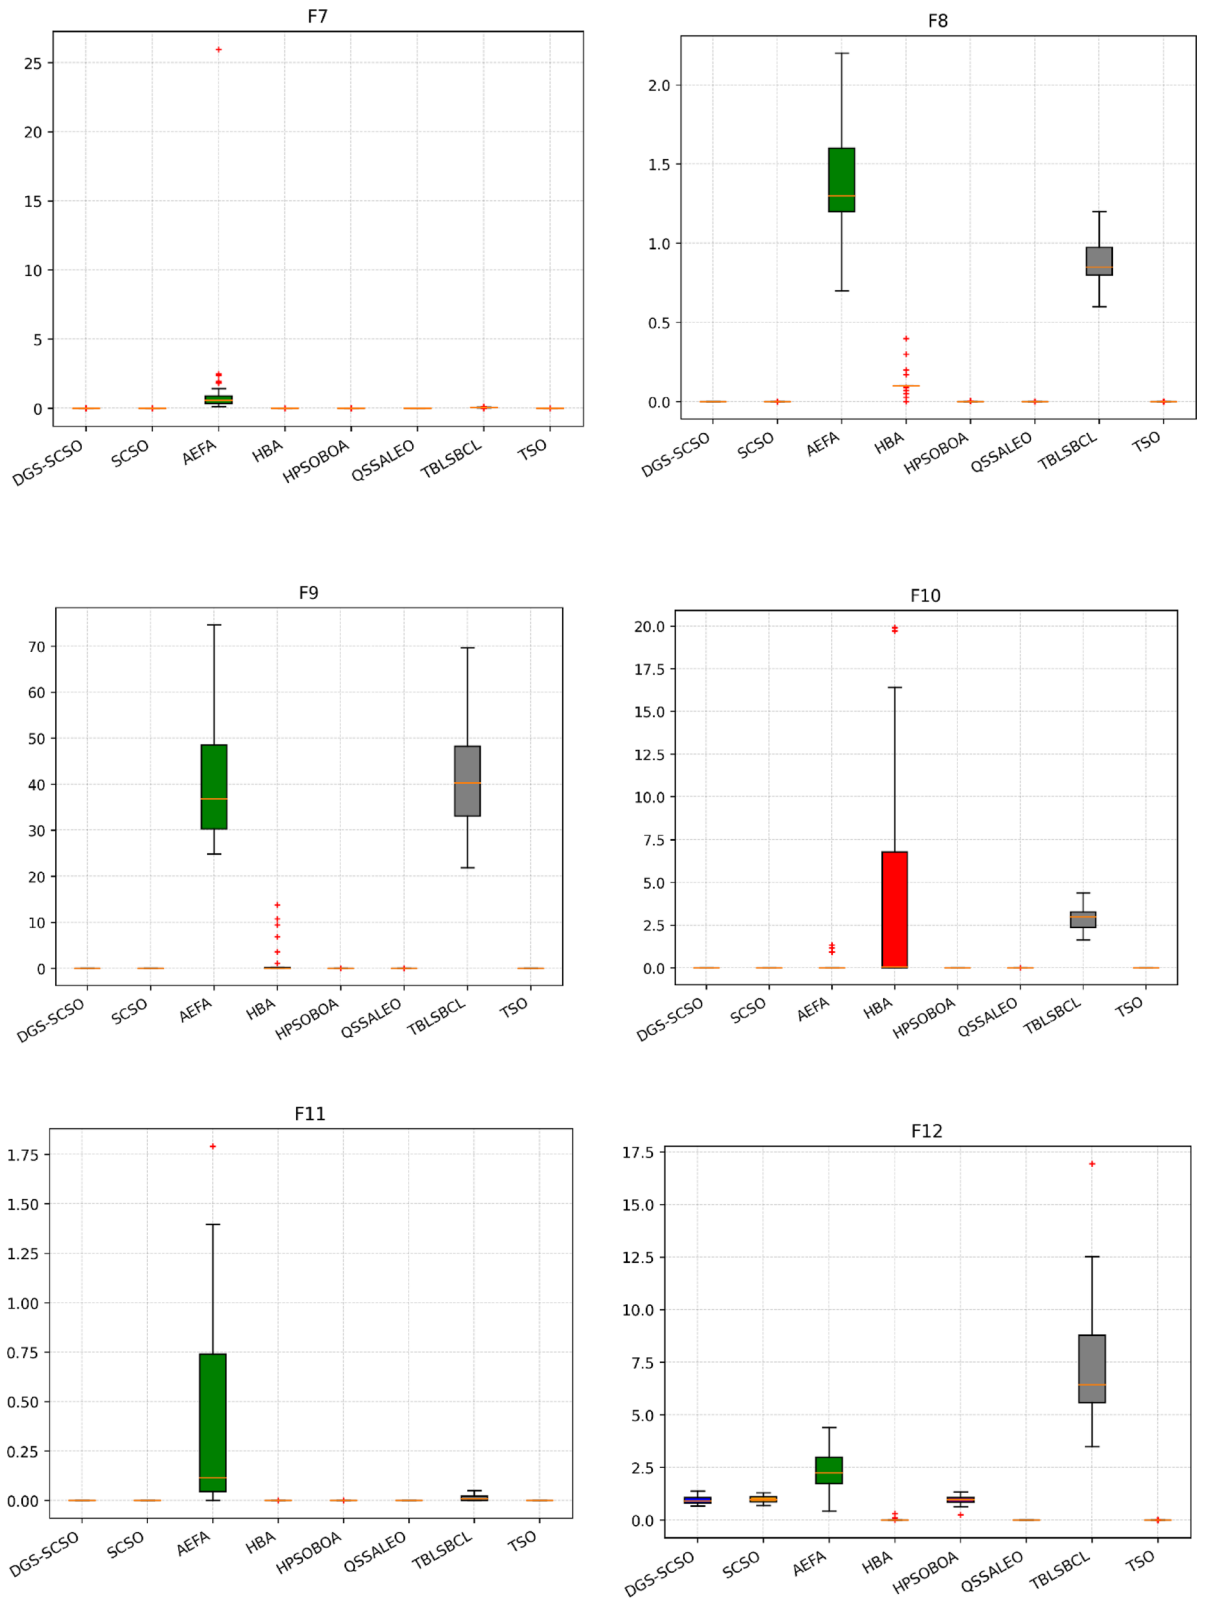 F7
25
20
15
10
5
0
DGS-SCSO
SCSO
AEFA
HBA
HPSOBOA
QSSALEO
TBLSBCL
TSO
F8
2.0
1.5
1.0
0.5
0.0
DGS-SCSO
SCSO
AEFA
HBA
HPSOBOA
QSSALEO
TBLSBCL
TSO
F9
70
60
50
40
30
20
10
0
DGS-SCSO
SCSO
AEFA
HBA
HPSOBOA
QSSALEO
TBLSBCL
TSO
F10
20.0
17.5
15.0
12.5
10.0
7.5
5.0
2.5
0.0
DGS-SCSO
SCSO
AEFA
HBA
HPSOBOA
QSSALEO
TBLSBCL
TSO
F11
1.75
1.50
1.25
1.00
0.75
0.50
0.25
0.00
DGS-SCSO
SCSO
AEFA
HBA
HPSOBOA
QSSALEO
TBLSBCL
TSO
F12
17.5
15.0
12.5
10.0
7.5
5.0
2.5
0.0
DGS-SCSO
SCSO
AEFA
HBA
HPSOBOA
QSSALEO
TBLSBCL
TSO